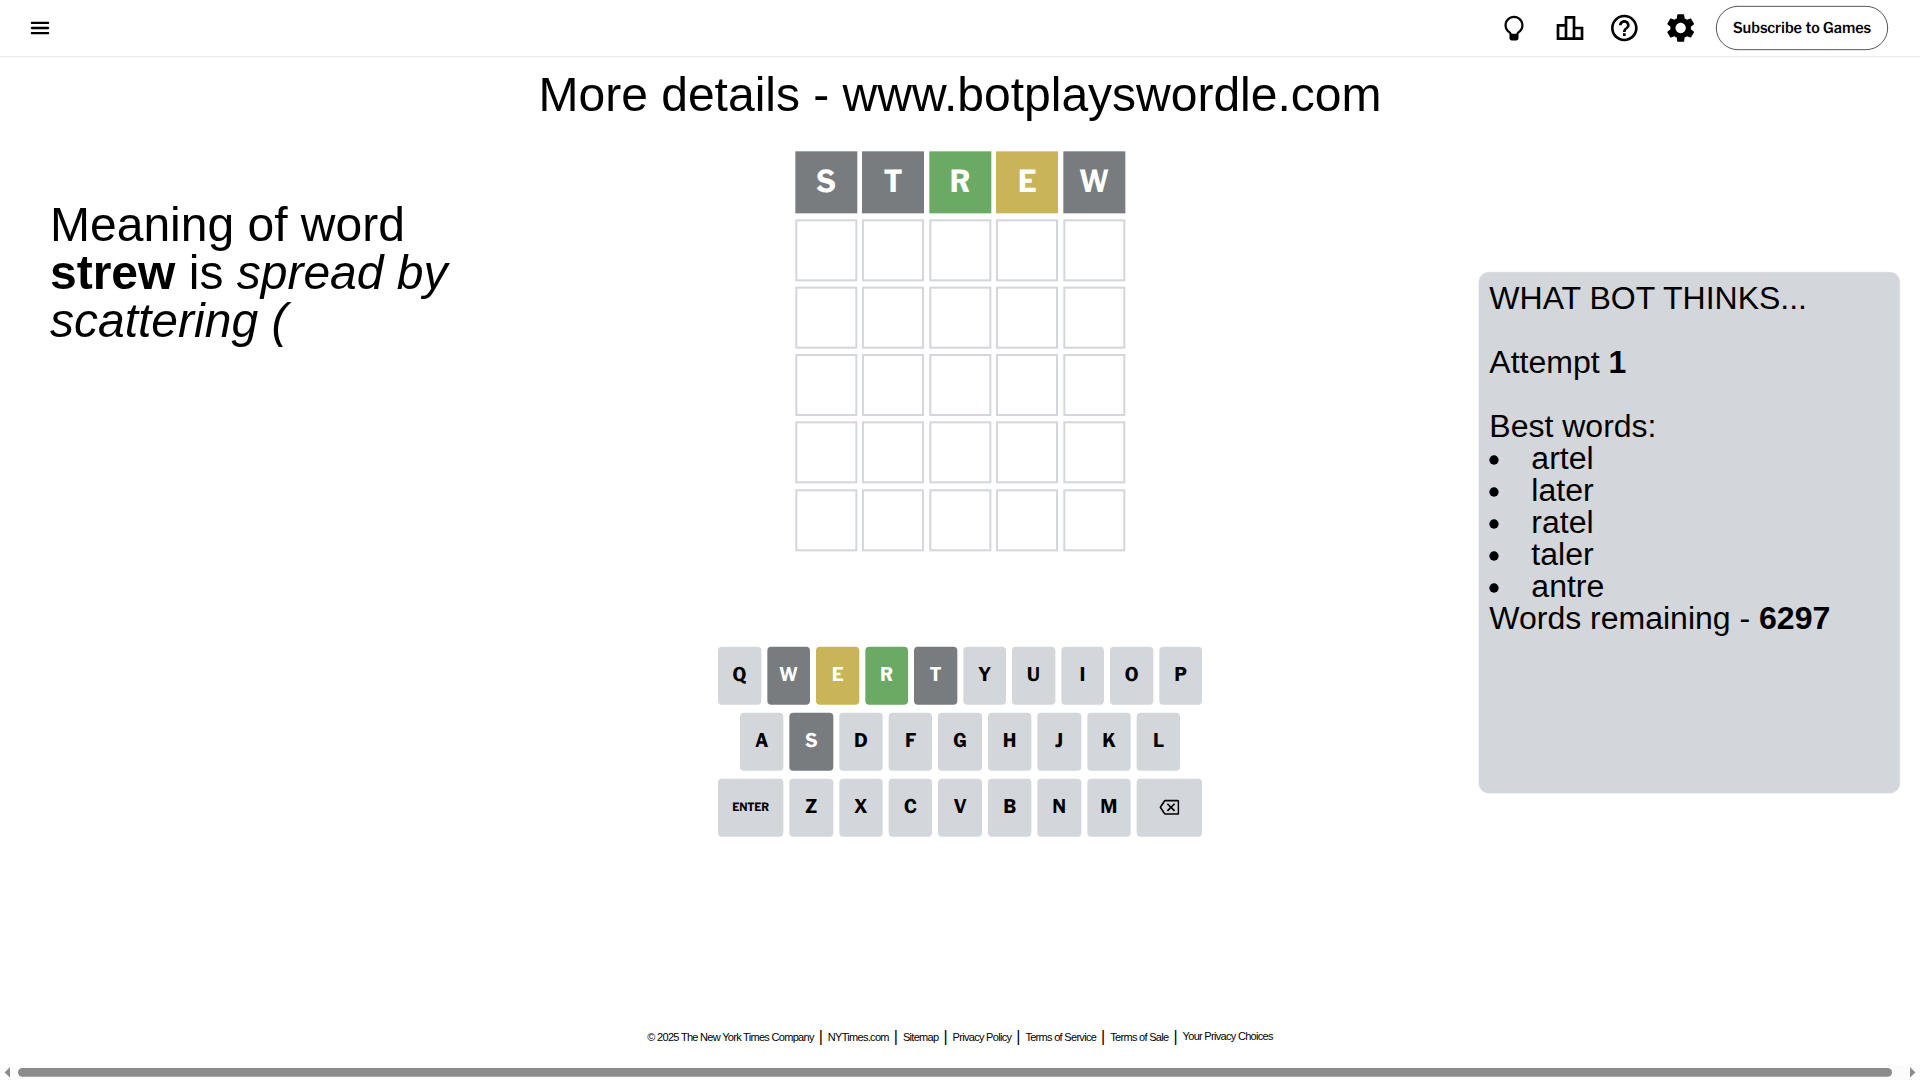 Subscribe to Games
More details - www.botplayswordle.com
S T R E W
Meaning of word
strew is spread by
scattering (
WHAT BOT THINKS...
Attempt 1
Best words:
• artel
• later
• ratel
• taler
• antre
Words remaining - 6297
Q W E R T Y U I O P
A S D F G H J K L
ENTER Z X C V B N M
© 2025 The New York Times Company | NYTimes.com | Sitemap | Privacy Policy | Terms of Service | Terms of Sale | Your Privacy Choices